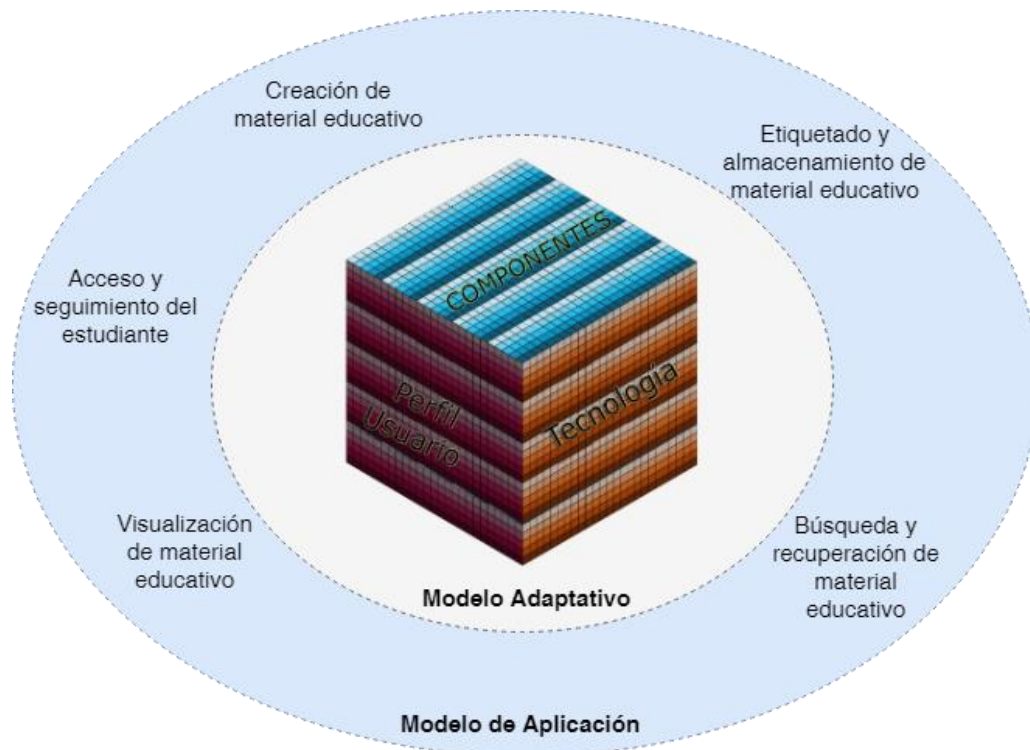 Creación de
material educativo
Etiquetado y
almacenamiento de
material educativo
Acceso y
seguimiento del
estudiante
COMPONENTES
Perfil
Usuario
Tecnología
Visualización
de material
educativo
Búsqueda y
recuperación de
material
educativo
Modelo Adaptativo
Modelo de Aplicación